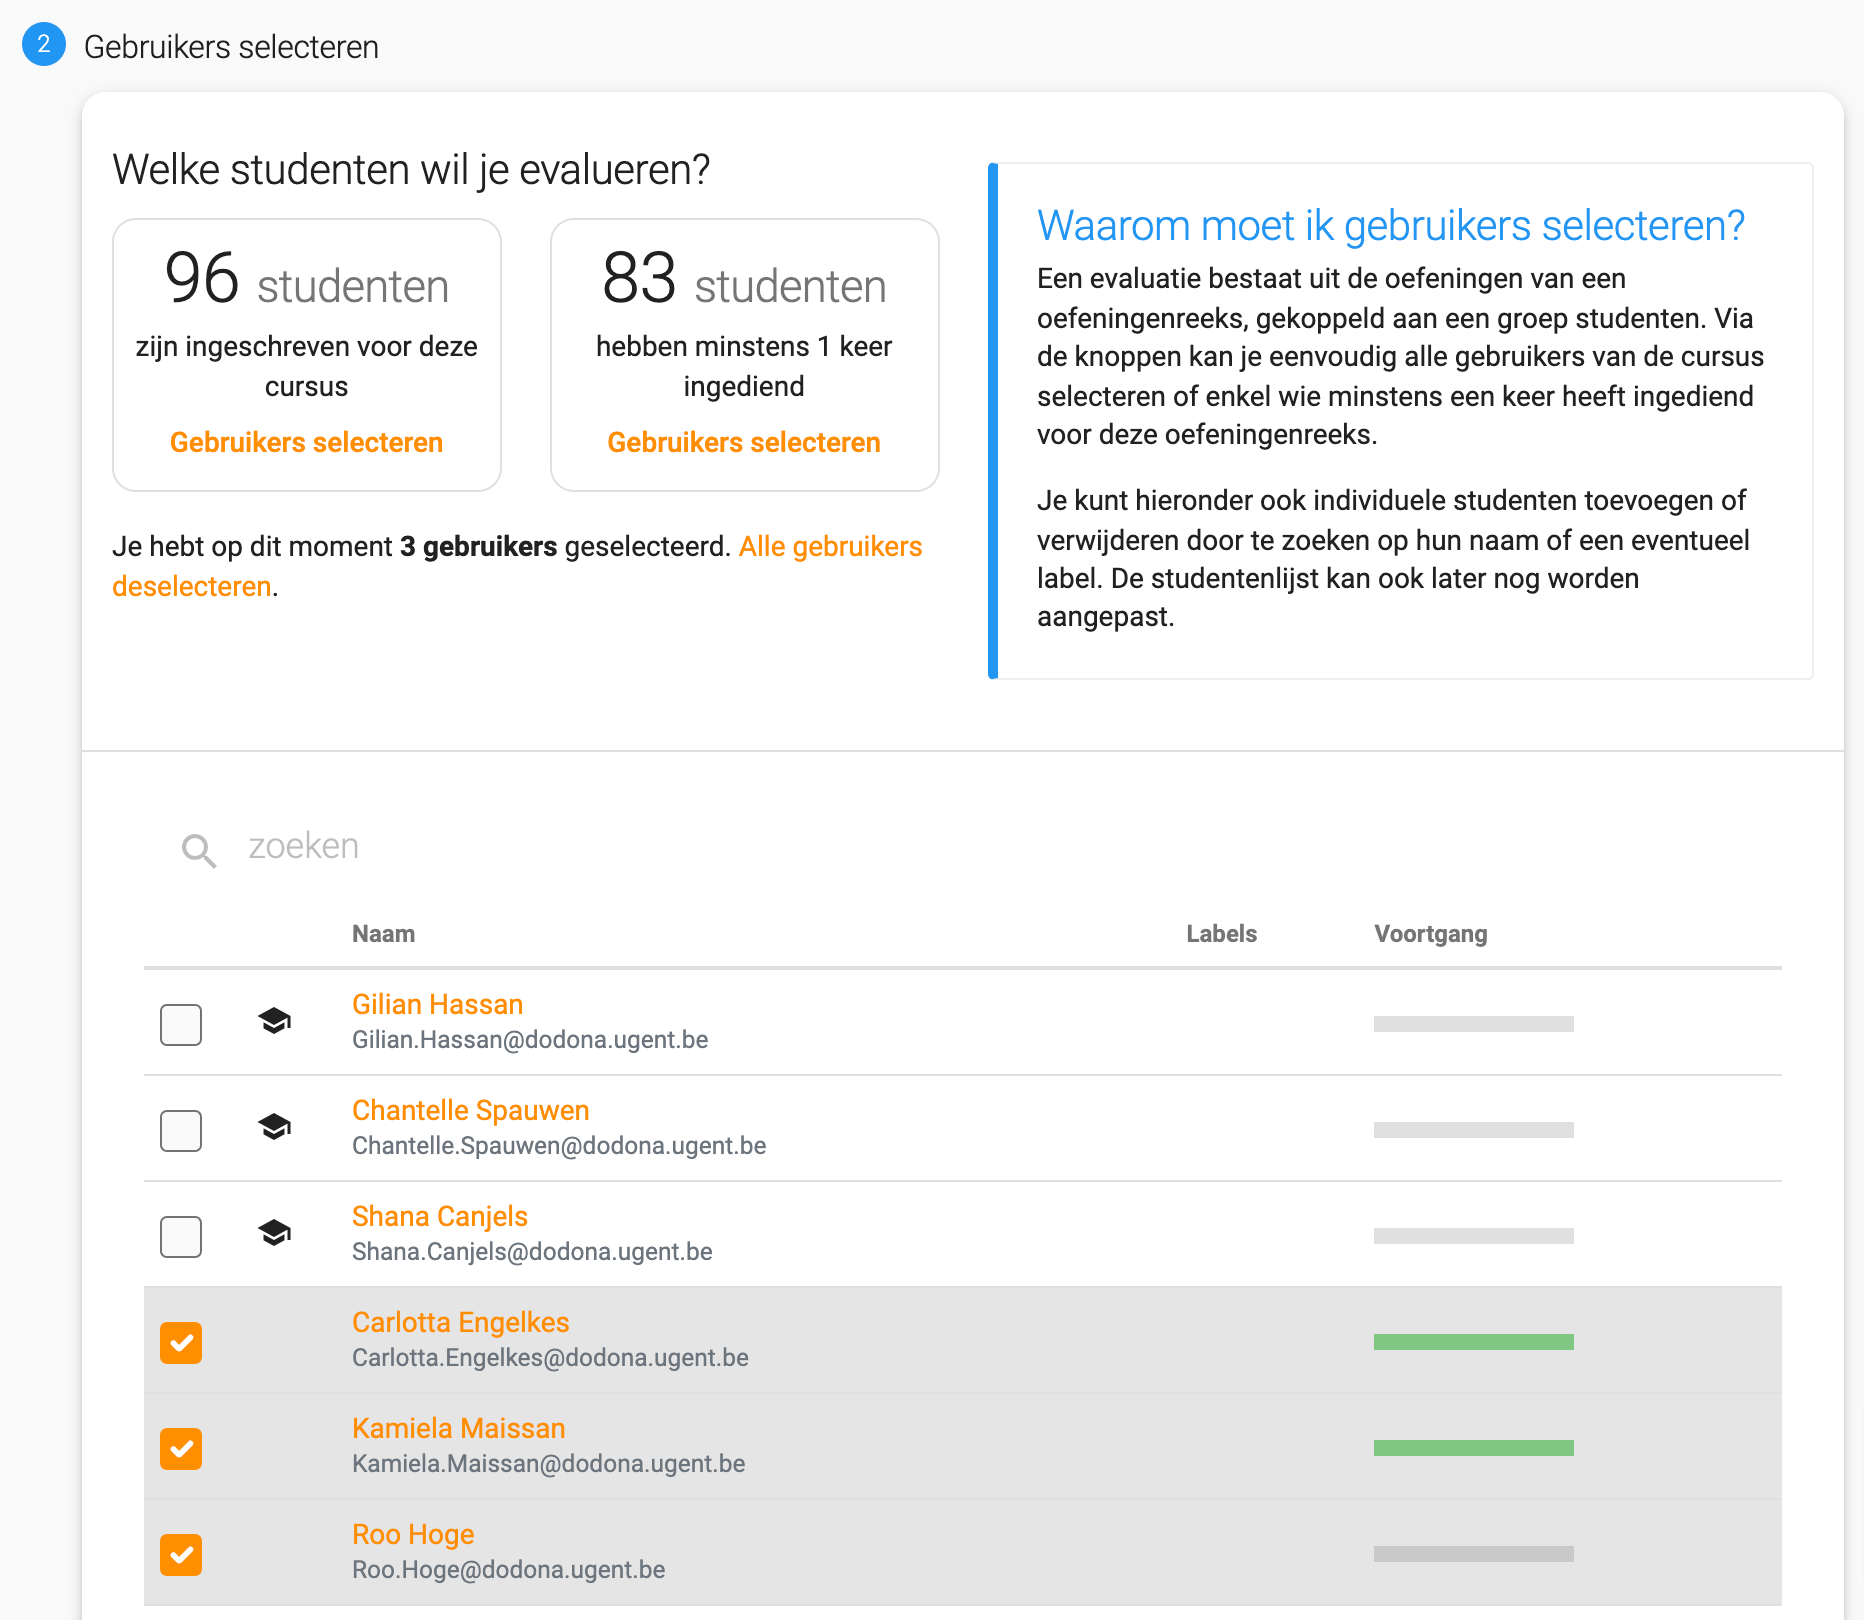 2 Gebruikers selecteren
Welke studenten wil je evalueren?
96 studenten
zijn ingeschreven voor deze
cursus
Gebruikers selecteren
83 studenten
hebben minstens 1 keer
ingediend
Gebruikers selecteren
Je hebt op dit moment 3 gebruikers geselecteerd. Alle gebruikers
deselecteren.
Waarom moet ik gebruikers selecteren?
Een evaluatie bestaat uit de oefeningen van een
oefeningenreeks, gekoppeld aan een groep studenten. Via
de knoppen kan je eenvoudig alle gebruikers van de cursus
selecteren of enkel wie minstens een keer heeft ingediend
voor deze oefeningenreeks.
Je kunt hieronder ook individuele studenten toevoegen of
verwijderen door te zoeken op hun naam of een eventueel
label. De studentenlijst kan ook later nog worden
aangepast.
zoeken
Naam Labels Voortgang
Gilian Hassan
Gilian.Hassan@dodona.ugent.be
Chantelle Spauwen
Chantelle.Spauwen@dodona.ugent.be
Shana Canjels
Shana.Canjels@dodona.ugent.be
Carlotta Engelkes
Carlotta.Engelkes@dodona.ugent.be
Kamiela Maissan
Kamiela.Maissan@dodona.ugent.be
Roo Hoge
Roo.Hoge@dodona.ugent.be